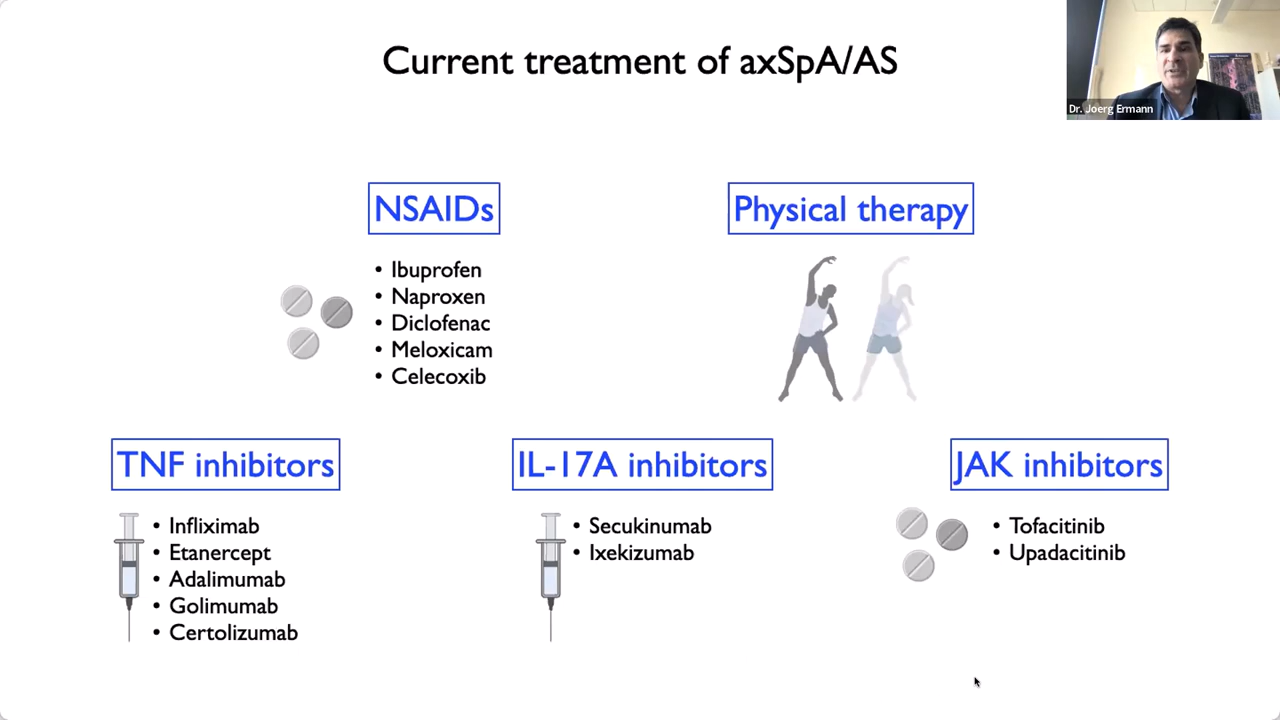 Current treatment of axSpA/AS
Dr. Joerg Ermann
NSAIDs
• Ibuprofen
• Naproxen
• Diclofenac
• Meloxicam
• Celecoxib
Physical therapy
TNF inhibitors
• Infliximab
• Etanercept
• Adalimumab
• Golimumab
• Certolizumab
IL-17A inhibitors
• Secukinumab
• Ixekizumab
JAK inhibitors
• Tofacitinib
• Upadacitinib